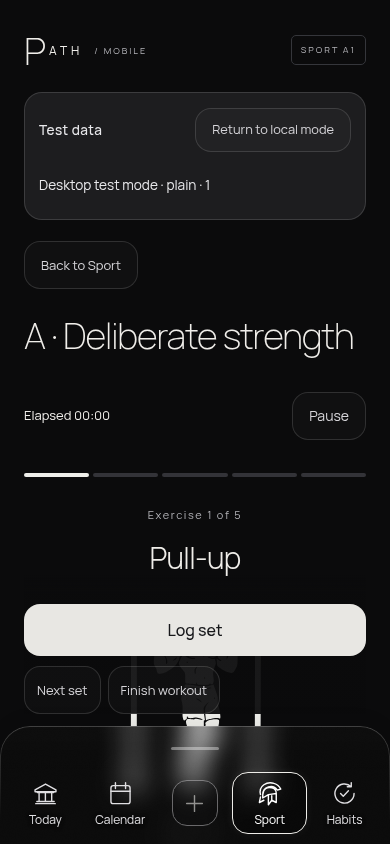 PATH / MOBILE
SPORT A1
Test data
Return to local mode
Desktop test mode · plain · 1
Back to Sport
A · Deliberate strength
Elapsed 00:00
Pause
Exercise 1 of 5
Pull-up
Log set
Next set
Finish workout
Today
Calendar
Sport
Habits